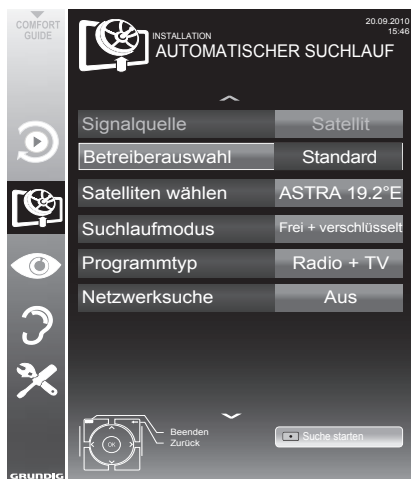 COMFORT
GUIDE
20.09.2010
15:46
INSTALLATION
AUTOMATISCHER SUCHLAUF
Signalquelle Satellit
Betreiberauswahl Standard
Satelliten wählen ASTRA 19.2°E
Suchlaufmodus Frei + verschlüsselt
Programmtyp Radio + TV
Netzwerksuche Aus
Beenden
Zurück
OK
Suche starten
GRUNDIG